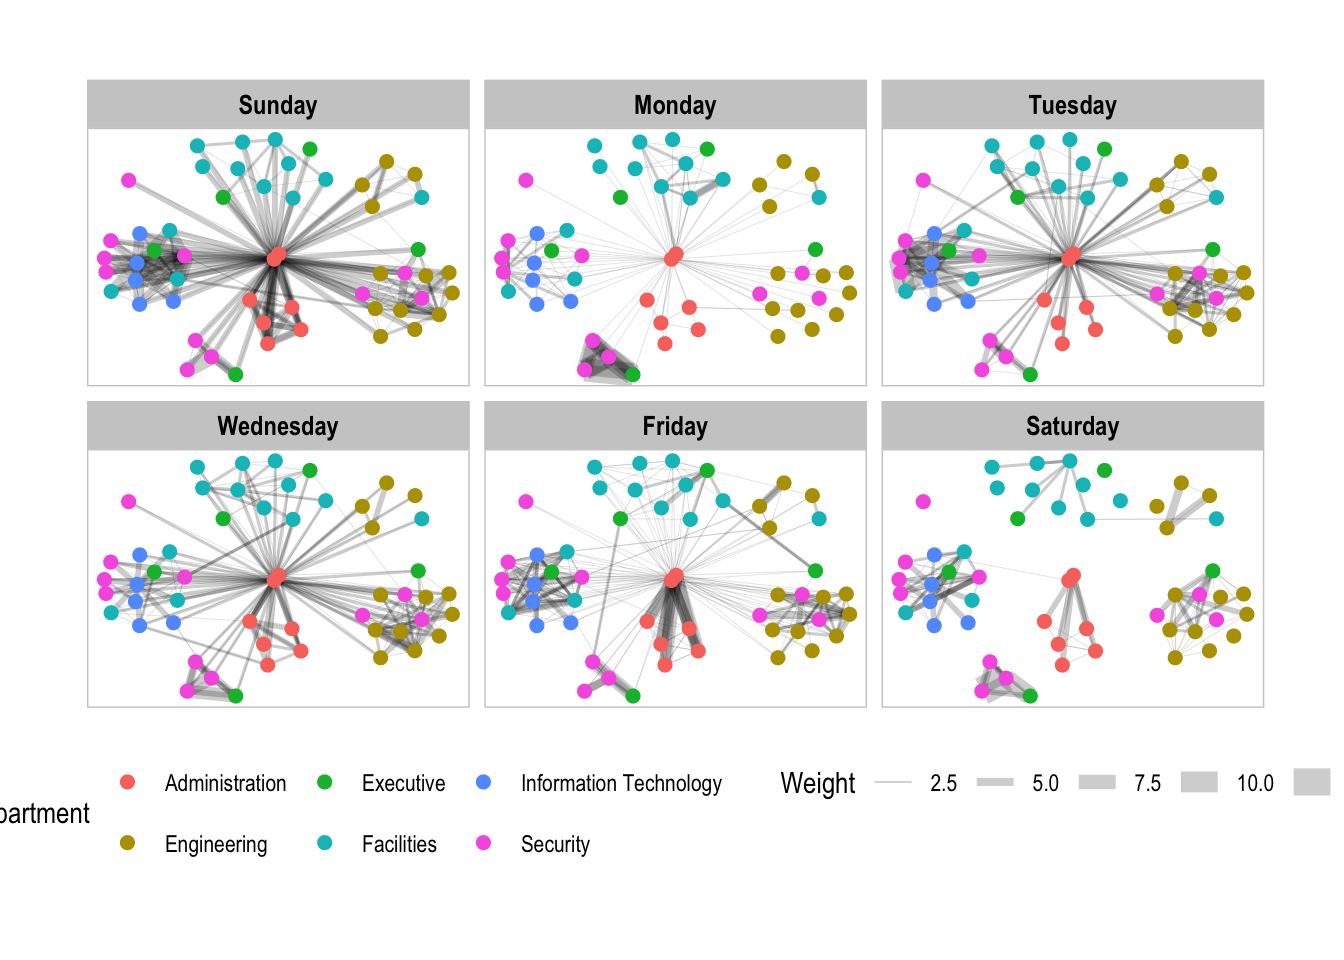 Sunday
Monday
Tuesday
Wednesday
Friday
Saturday
Administration Executive Information Technology Weight 2.5 5.0 7.5 10.0
partment
Engineering Facilities Security